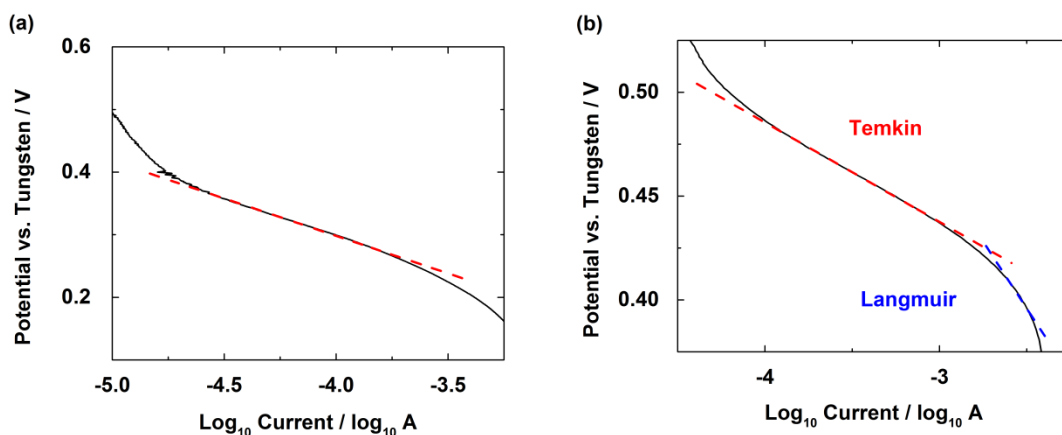 (a)
0.6
0.4
0.2
Potential vs. Tungsten / V
-5.0 -4.5 -4.0 -3.5
Log10 Current / log10 A
(b)
0.50
0.45
0.40
Potential vs. Tungsten / V
Temkin
Langmuir
-4 -3
Log10 Current / log10 A